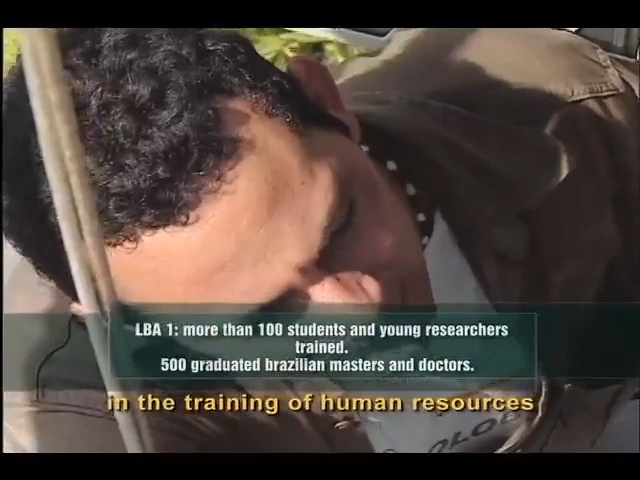 LBA 1: more than 100 students and young researchers
trained.
500 graduated brazilian masters and doctors.
in the training of human resources